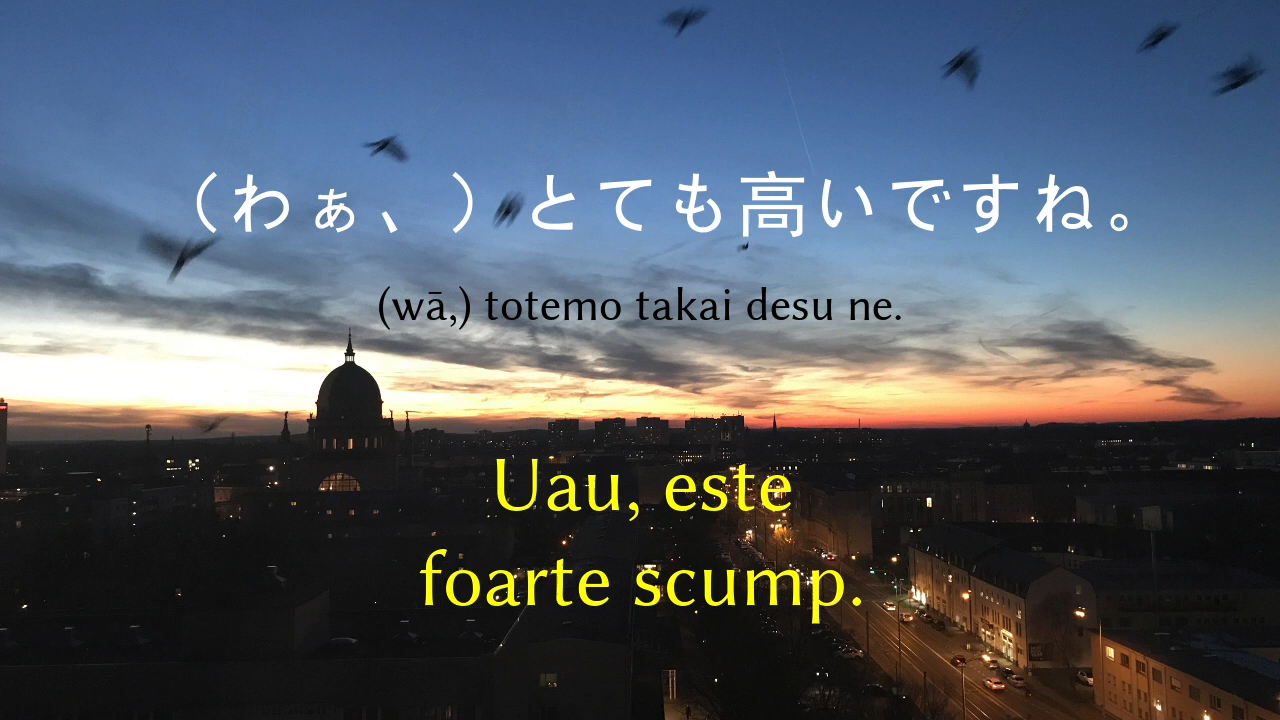 （わぁ、）とても高いですね。
(wā,) totemo takai desu ne.
Uau, este
foarte scump.